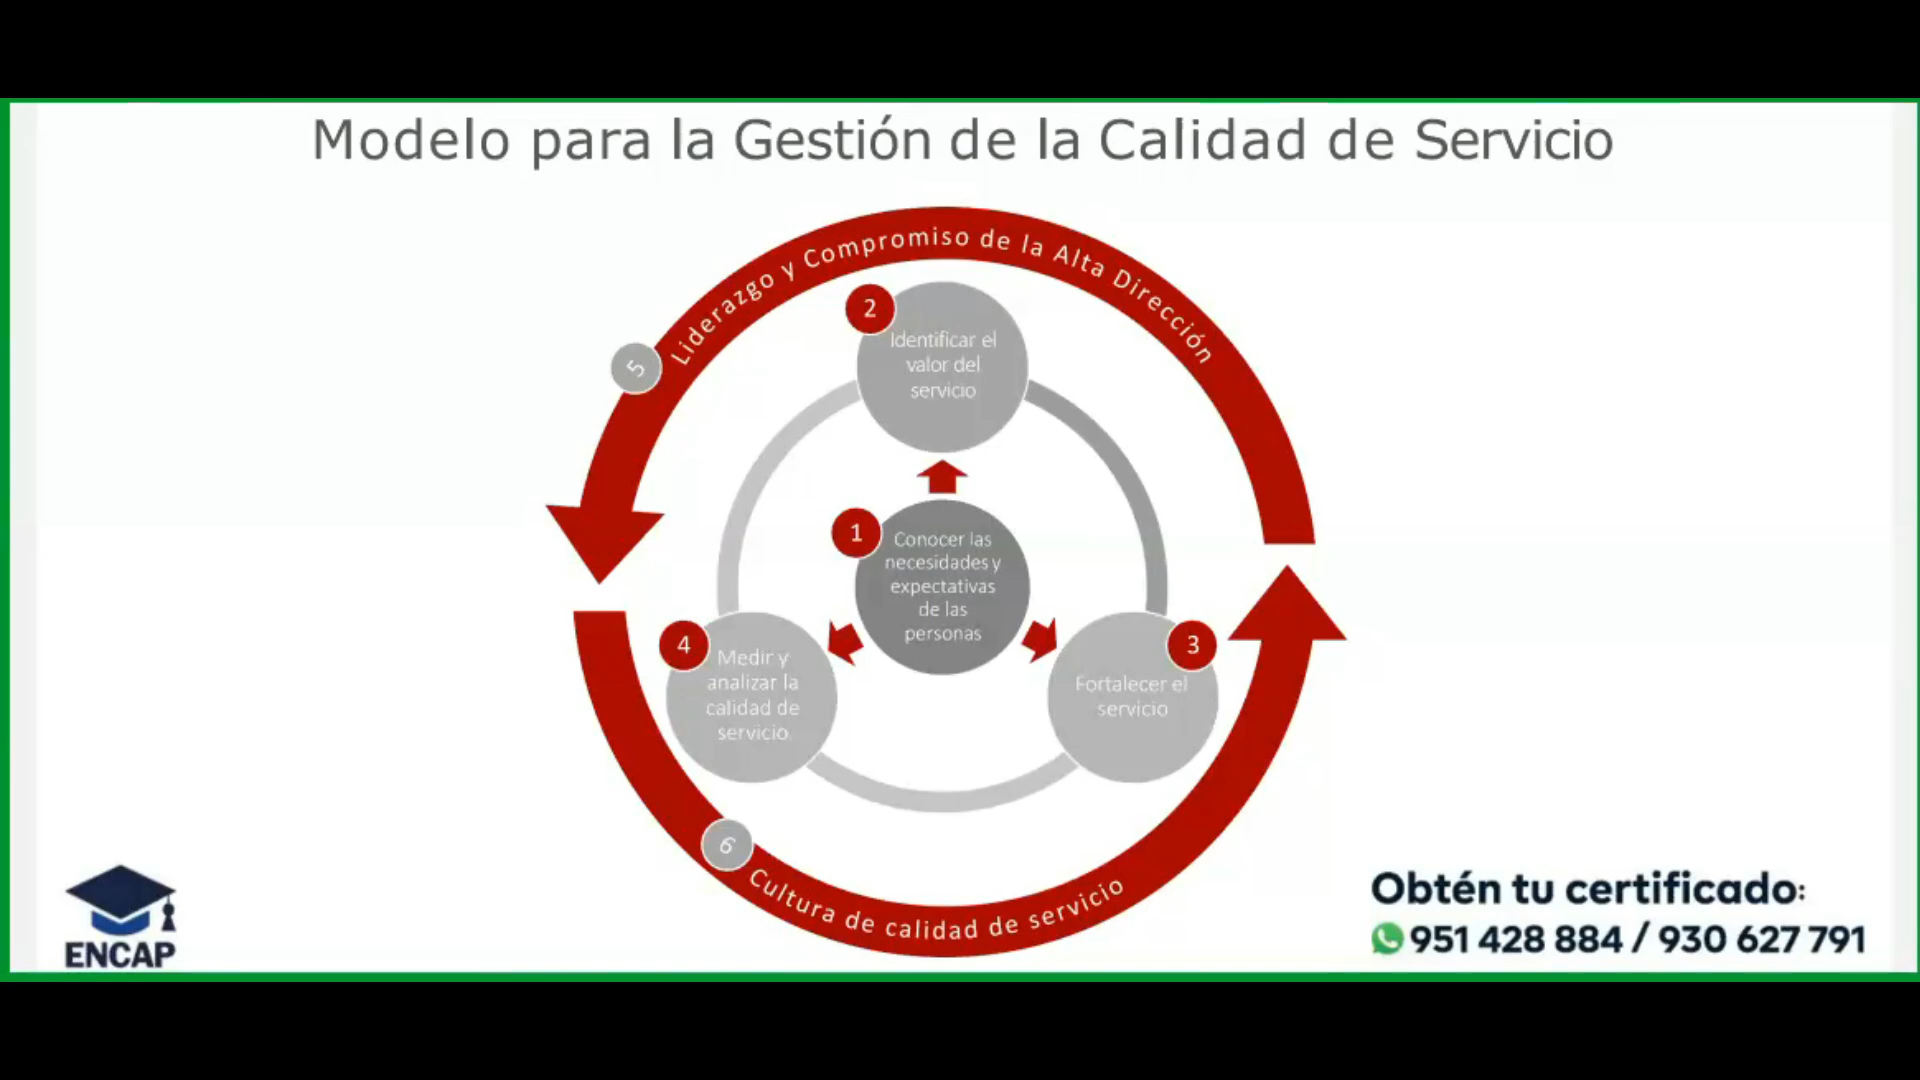 Modelo para la Gestión de la Calidad de Servicio
5
Liderazgo y Compromiso de la Alta Dirección
2
Identificar el
valor del
servicio
1
Conocer las
necesidades y
expectativas
de las
personas
4
Medir y
analizar la
calidad de
servicio
3
Fortalecer el
servicio
6
Cultura de calidad de servicio
ENCAP
Obtén tu certificado:
951 428 884 / 930 627 791